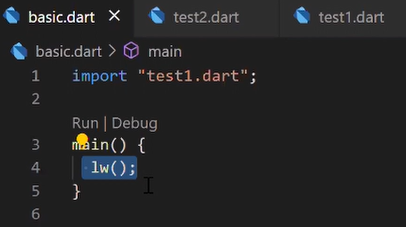 basic.dart test2.dart test1.dart
basic.dart main
1 import "test1.dart";
2
Run | Debug
3 main() {
4 lw();
5 }
6